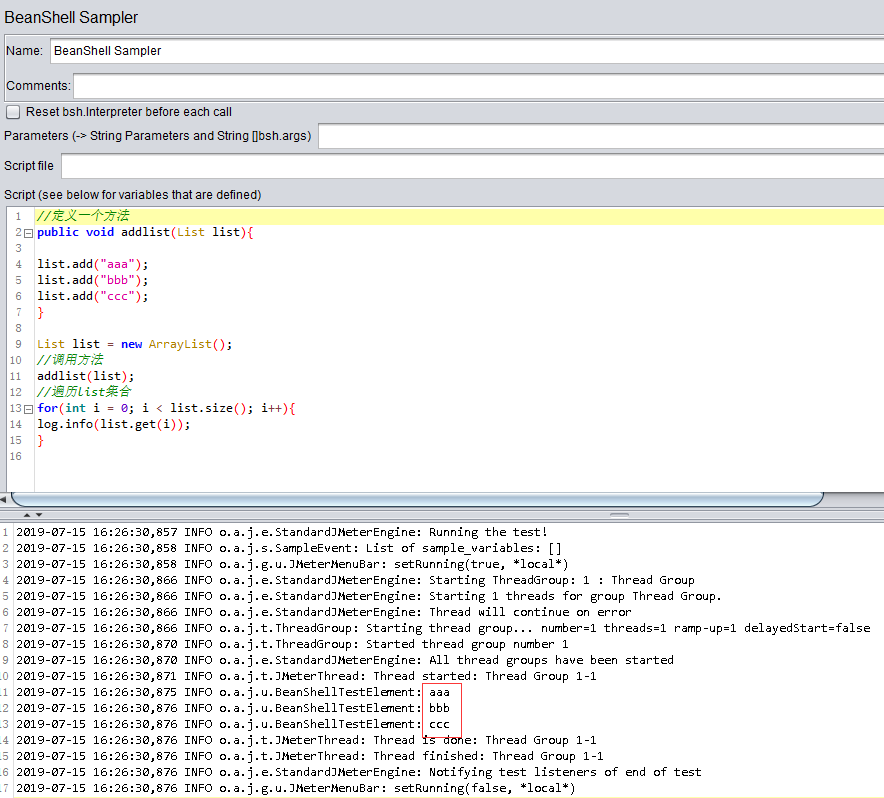 BeanShell Sampler
Name: BeanShell Sampler
Comments:
Reset bsh.Interpreter before each call
Parameters (-> String Parameters and String []bsh.args)
Script file
Script (see below for variables that are defined)
1 //定义一个方法
2 public void addlist(List list){
3
4 list.add("aaa");
5 list.add("bbb");
6 list.add("ccc");
7 }
8
9 List list = new ArrayList();
10 //调用方法
11 addlist(list);
12 //遍历list集合
13 for(int i = 0; i < list.size(); i++){
14 log.info(list.get(i));
15 }
16
1 2019-07-15 16:26:30,857 INFO o.a.j.e.StandardJMeterEngine: Running the test!
2 2019-07-15 16:26:30,858 INFO o.a.j.s.SampleEvent: List of sample_variables: []
3 2019-07-15 16:26:30,858 INFO o.a.j.g.u.JMeterMenuBar: setRunning(true, *local*)
4 2019-07-15 16:26:30,866 INFO o.a.j.e.StandardJMeterEngine: Starting ThreadGroup: 1 : Thread Group
5 2019-07-15 16:26:30,866 INFO o.a.j.e.StandardJMeterEngine: Starting 1 threads for group Thread Group.
6 2019-07-15 16:26:30,866 INFO o.a.j.e.StandardJMeterEngine: Thread will continue on error
7 2019-07-15 16:26:30,866 INFO o.a.j.t.ThreadGroup: Starting thread group... number=1 threads=1 ramp-up=1 delayedStart=false
8 2019-07-15 16:26:30,870 INFO o.a.j.t.ThreadGroup: Started thread group number 1
9 2019-07-15 16:26:30,870 INFO o.a.j.e.StandardJMeterEngine: All thread groups have been started
10 2019-07-15 16:26:30,871 INFO o.a.j.t.JMeterThread: Thread started: Thread Group 1-1
11 2019-07-15 16:26:30,875 INFO o.a.j.u.BeanShellTestElement: aaa
12 2019-07-15 16:26:30,876 INFO o.a.j.u.BeanShellTestElement: bbb
13 2019-07-15 16:26:30,876 INFO o.a.j.u.BeanShellTestElement: ccc
14 2019-07-15 16:26:30,876 INFO o.a.j.t.JMeterThread: Thread is done: Thread Group 1-1
15 2019-07-15 16:26:30,876 INFO o.a.j.t.JMeterThread: Thread finished: Thread Group 1-1
16 2019-07-15 16:26:30,876 INFO o.a.j.e.StandardJMeterEngine: Notifying test listeners of end of test
17 2019-07-15 16:26:30,876 INFO o.a.j.g.u.JMeterMenuBar: setRunning(false, *local*)